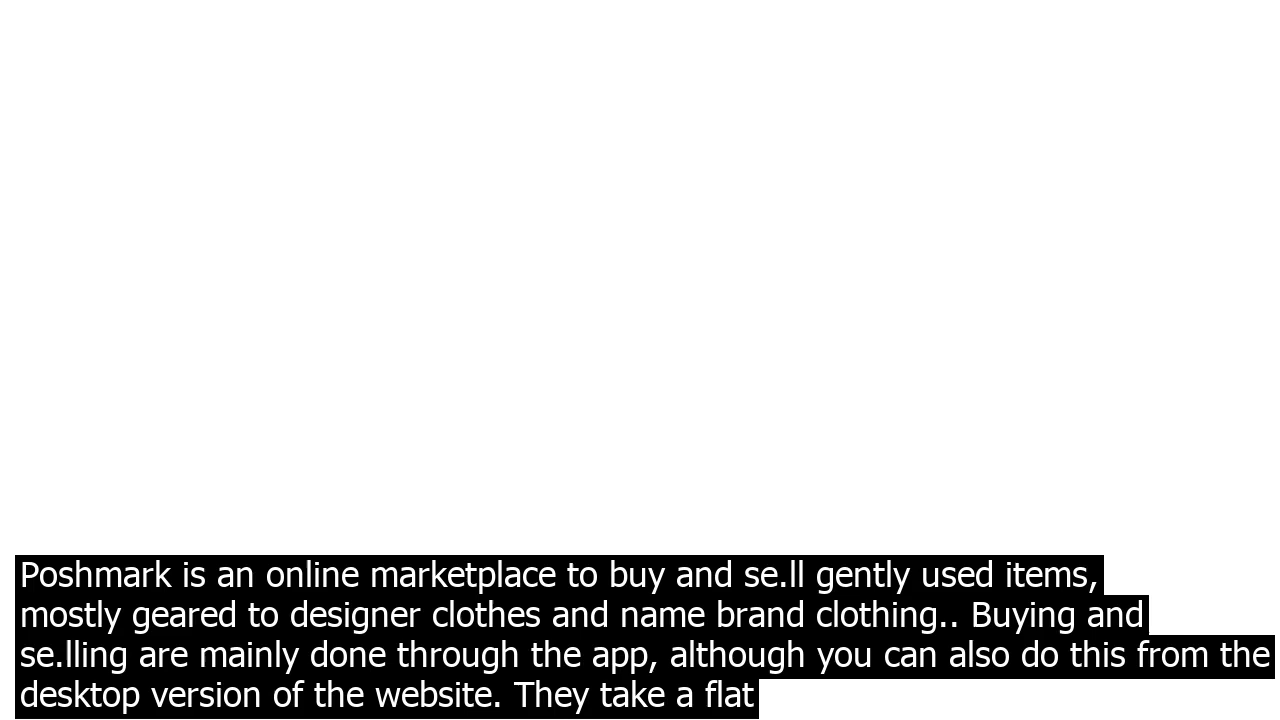 Poshmark is an online marketplace to buy and se.ll gently used items,
mostly geared to designer clothes and name brand clothing.. Buying and
se.lling are mainly done through the app, although you can also do this from the
desktop version of the website. They take a flat